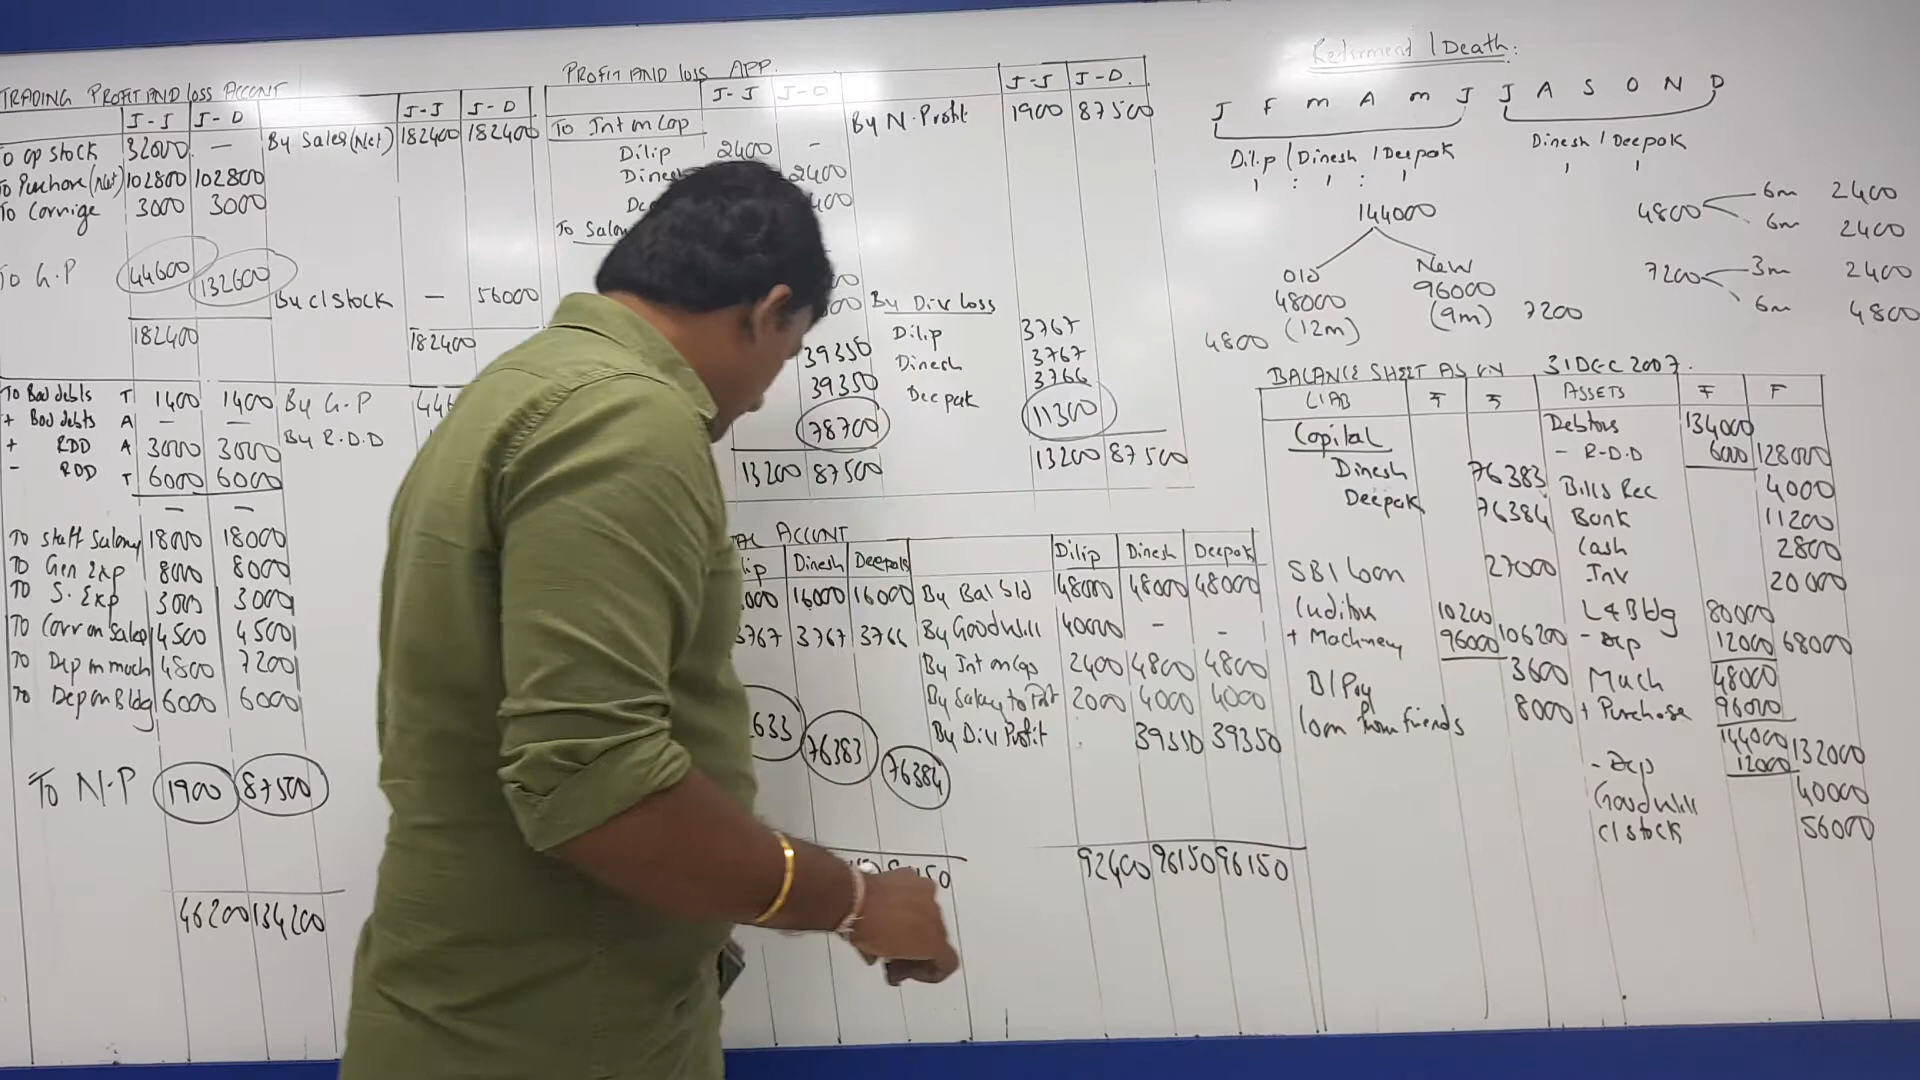 TRADING PROFIT AND LOSS ACCONT
J-J J-D J-J J-D
To op stock 32000 — By Sales (Net) 182400 182400
To Purchase (Net) 102800 102800
To Carrige 3000 3000
To G.P 44600 132600
By cl stock — 56000
182400 182400
To Bad debts T 1400 1400 By G.P
+ Bad debts A — — By R.D.D
+ RDD A 3000 3000
- RDD T 6000 6000
— —
To Staff Salary 18000 18000
To Gen Exp 8000 8000
To S. Exp 3000 3000
To Carr on Sales 4500 4500
To Dep on mach 4800 7200
To Dep on Bldg 6000 6000
To N-P 1900 87500
46200 134200
PROFIT AND LOSS APP.
J-J J-D J-J J-D.
To Int on Cap By N. Profit 1900 87500
Dilip 2400 -
2400
By Div loss
39350 Dilip 3767
39350 Dinesh 3767
78700 Deepak 3766
11300
13200 87500 13200 87500
ACCONT
Dinesh Deepak Dilip Dinesh Deepak
16000 16000 By Bal b/d 48000 48000 48000
3767 3767 3766 By Goodwill 40000 - -
By Int on Cap 2400 4800 4800
By Salary to Part 2000 4000 4000
76383 76384 By Div Profit 39350 39350
92400 96150 96150
Retirment / Death:
J F M A M J J A S O N D
Dilip / Dinesh / Deepak Dinesh / Deepak
1 : 1 : 1 1 1
144000
Old New
48000 96000
(12m) (9m) 7200
4800
4800 6m 2400
6m 2400
7200 3m 2400
6m 4800
BALANCE SHEET AS ON 31 DEC 2007.
LIAB ₹ ₹ ASSETS ₹ ₹
Capital Debtors 134000
Dinesh 76383 - R.D.D 6000 128000
Deepak 76384 Bills Rec 4000
Bank 11200
Cash 2800
SBI Loan 27000 Inv 20000
Creditors 10200 L & Bldg 80000
+ Machinery 96000 106200 - Dep 12000 68000
B/Pay 3600 Mach 48000
loan from friends 8000 + Purchase 96000
144000 132000
- Dep 12000
Goodwill 40000
Cl stock 56000